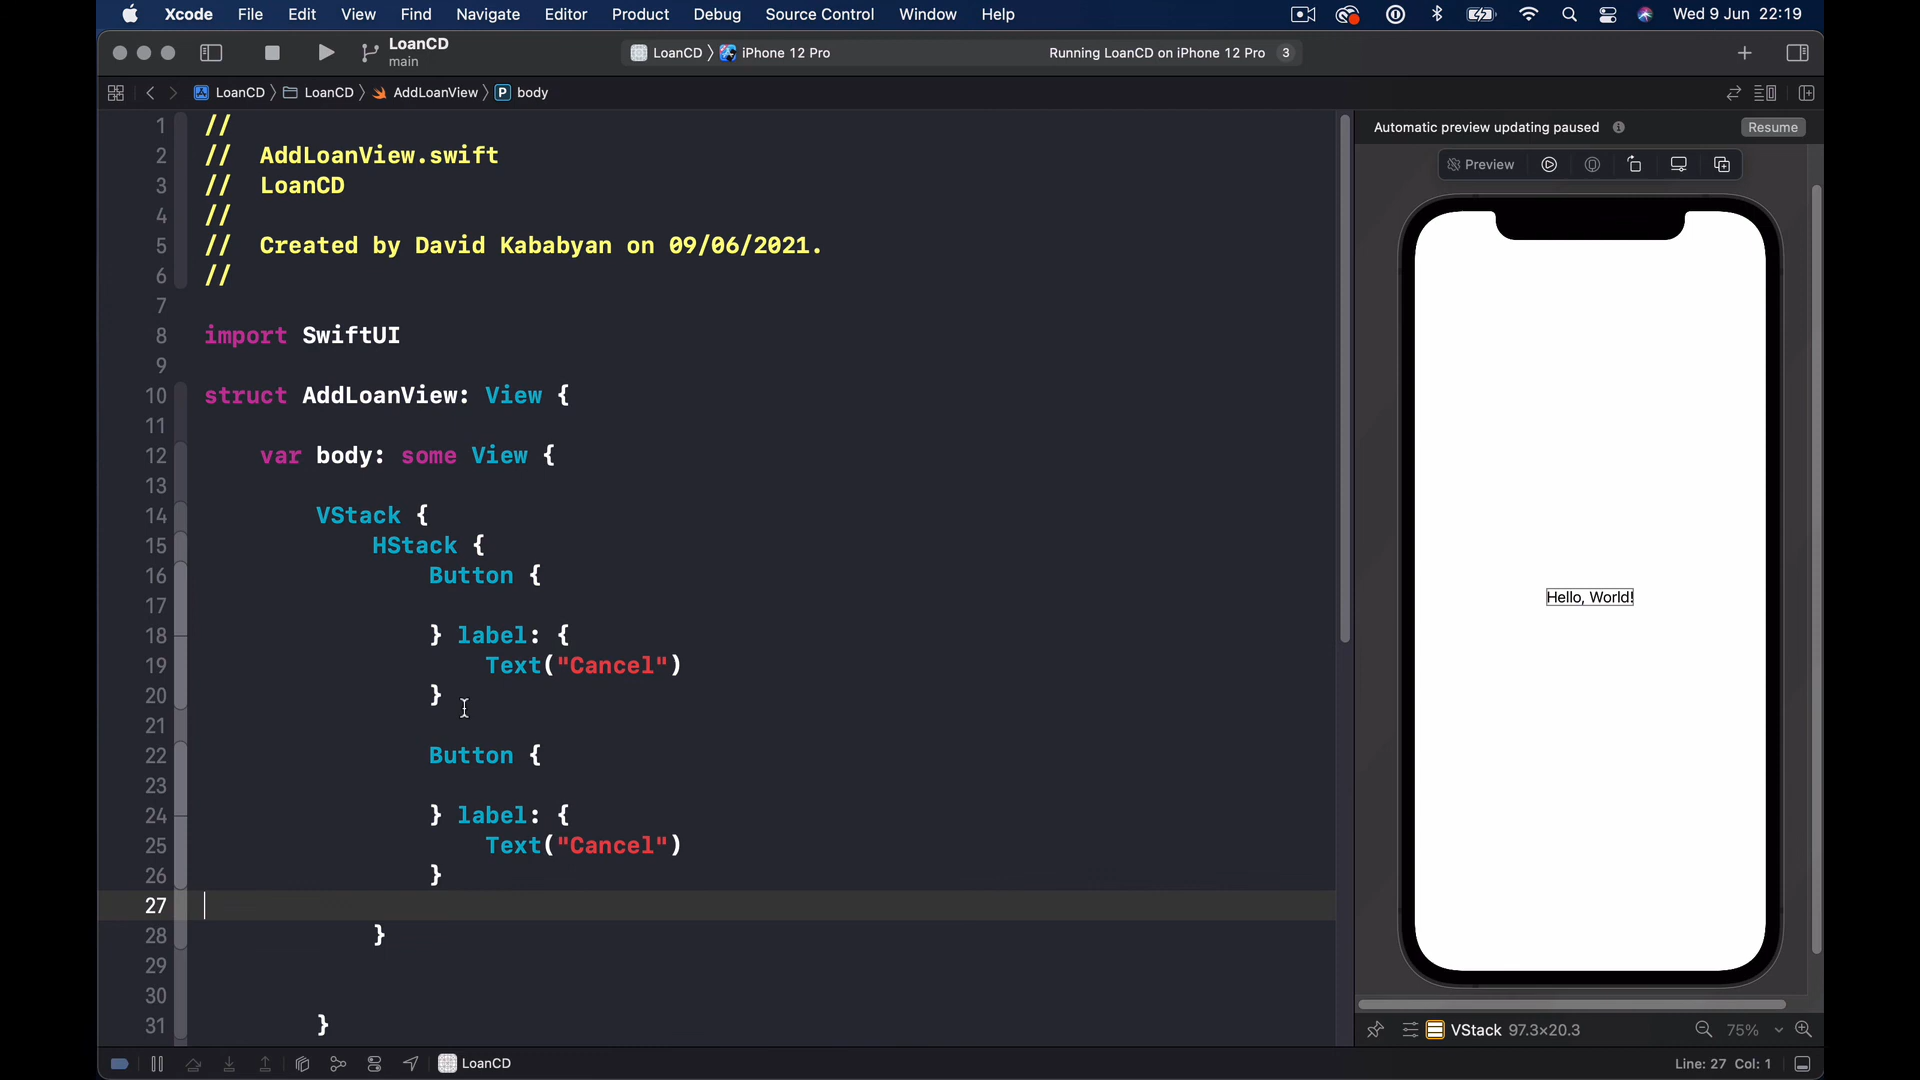 Xcode File Edit View Find Navigate Editor Product Debug Source Control Window Help Wed 9 Jun 22:19
LoanCD
main
LoanCD 〉 iPhone 12 Pro Running LoanCD on iPhone 12 Pro 3
LoanCD 〉 LoanCD 〉 AddLoanView 〉 P body
Automatic preview updating paused Resume
Preview
1 //
2 // AddLoanView.swift
3 // LoanCD
4 //
5 // Created by David Kababyan on 09/06/2021.
6 //
7
8 import SwiftUI
9
10 struct AddLoanView: View {
11
12 var body: some View {
13
14 VStack {
15 HStack {
16 Button {
17
18 } label: {
19 Text("Cancel")
20 }
21
22 Button {
23
24 } label: {
25 Text("Cancel")
26 }
27
28 }
29
30
31 }
Hello, World!
VStack 97.3×20.3 75%
LoanCD Line: 27 Col: 1